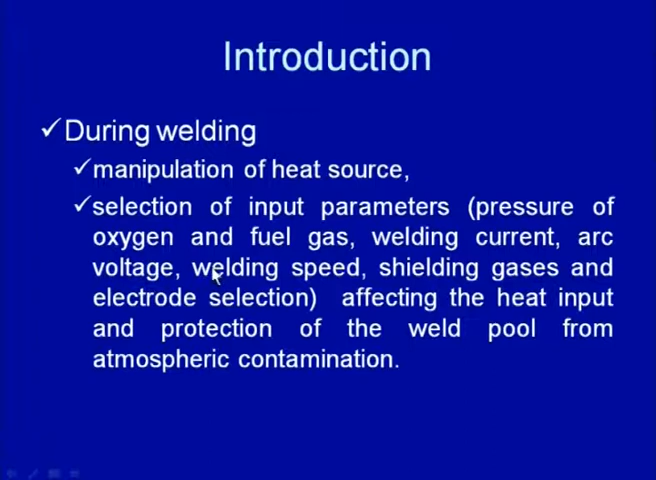 Introduction
✓During welding
✓manipulation of heat source,
✓selection of input parameters (pressure of
oxygen and fuel gas, welding current, arc
voltage, welding speed, shielding gases and
electrode selection) affecting the heat input
and protection of the weld pool from
atmospheric contamination.